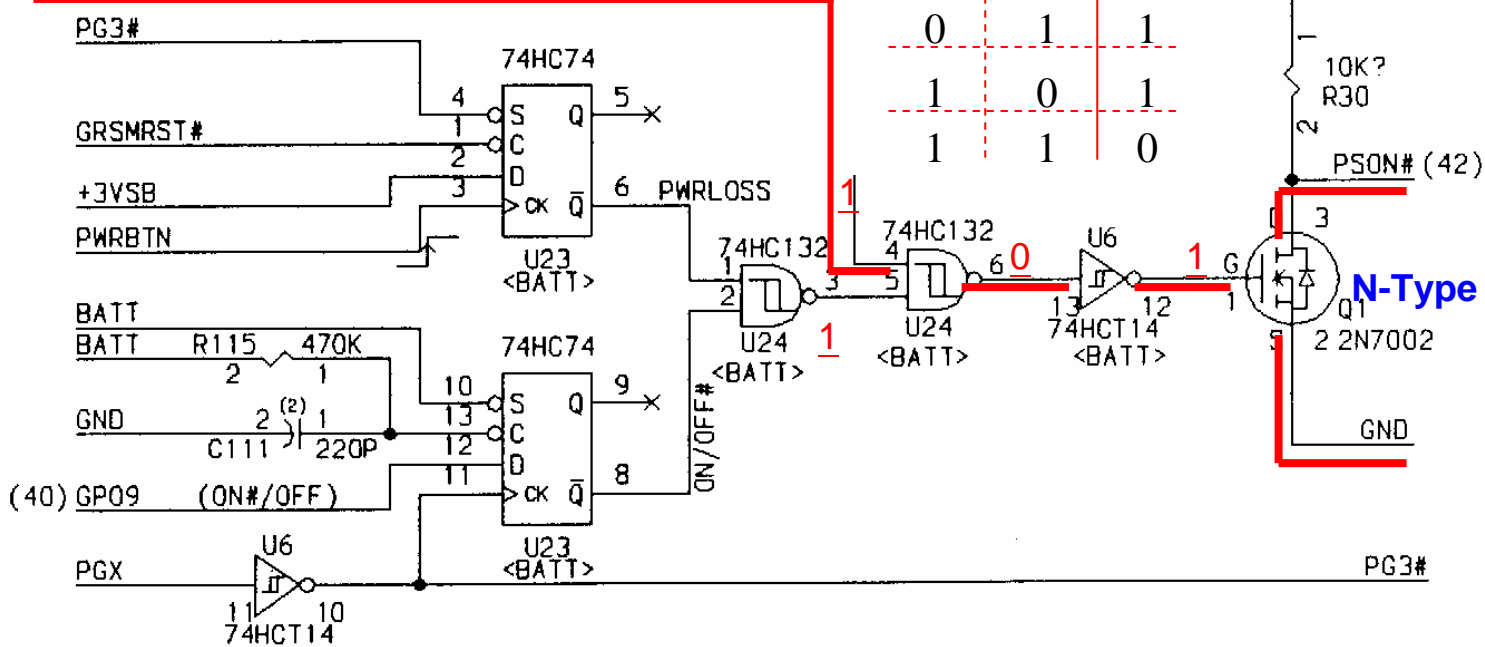 PG3#
GRSMRST#
+3VSB
PWRBTN
74HC74
4
1
2
3
S
C
D
CK
Q
Q̅
5
6
U23
<BATT>
PWRLOSS
0 1 1
1 0 1
1 1 0
1
10K?
R30
2
PSON# (42)
1
74HC132
1
2
3
U24
<BATT>
1
74HC132
4
5
6
0
U24
<BATT>
U6
13
12
74HCT14
<BATT>
1
G
1
D
3
N-Type
Q1
S
2
2N7002
GND
BATT
BATT
R115
470K
2
1
GND
2
(2)
1
C111
220P
(40)
GPO9
(ON#/OFF)
74HC74
10
13
12
11
S
C
D
CK
Q
Q̅
9
8
U23
<BATT>
ON/OFF#
PGX
U6
11
10
74HCT14
PG3#